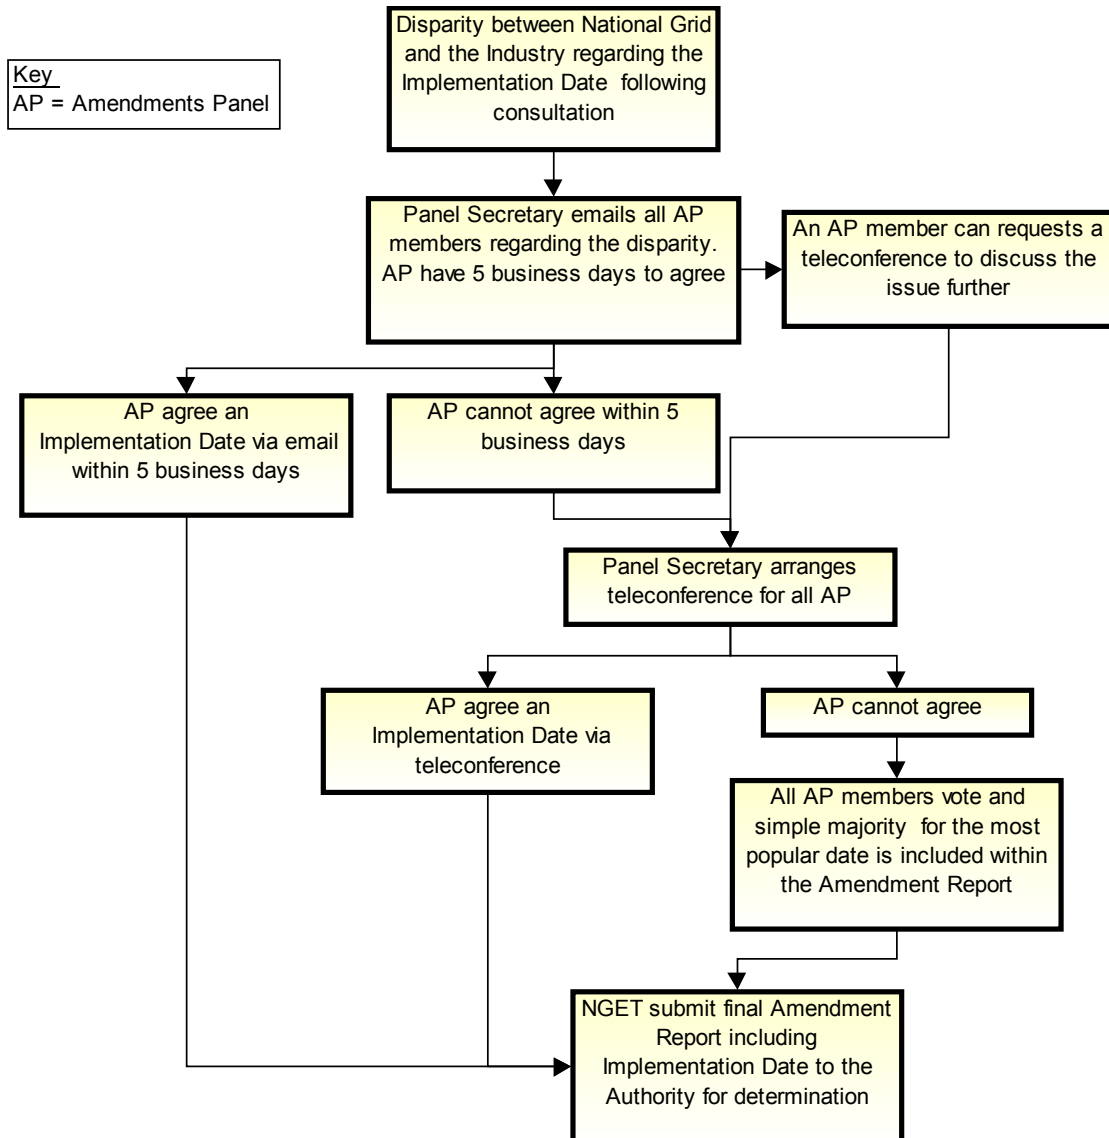 Disparity between National Grid
and the Industry regarding the
Implementation Date following
consultation
Key
AP = Amendments Panel
Panel Secretary emails all AP
members regarding the disparity.
AP have 5 business days to agree
An AP member can requests a
teleconference to discuss the
issue further
AP agree an
Implementation Date via email
within 5 business days
AP cannot agree within 5
business days
Panel Secretary arranges
teleconference for all AP
AP agree an
Implementation Date via
teleconference
AP cannot agree
All AP members vote and
simple majority for the most
popular date is included within
the Amendment Report
NGET submit final Amendment
Report including
Implementation Date to the
Authority for determination